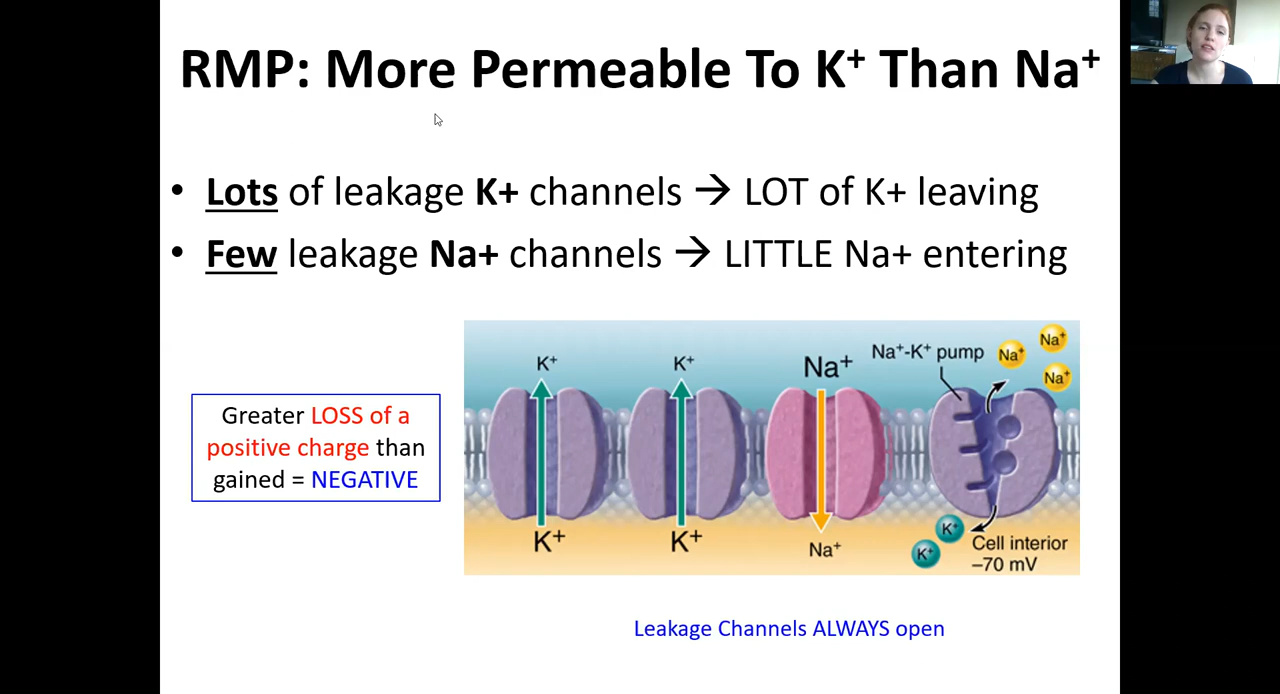 RMP: More Permeable To K⁺ Than Na⁺
• Lots of leakage K+ channels → LOT of K+ leaving
• Few leakage Na+ channels → LITTLE Na+ entering
Greater LOSS of a
positive charge than
gained = NEGATIVE
K⁺
K⁺
Na⁺
Na⁺-K⁺ pump
Na⁺
Na⁺
Na⁺
K⁺
K⁺
Na⁺
K⁺
K⁺
Cell interior
–70 mV
Leakage Channels ALWAYS open